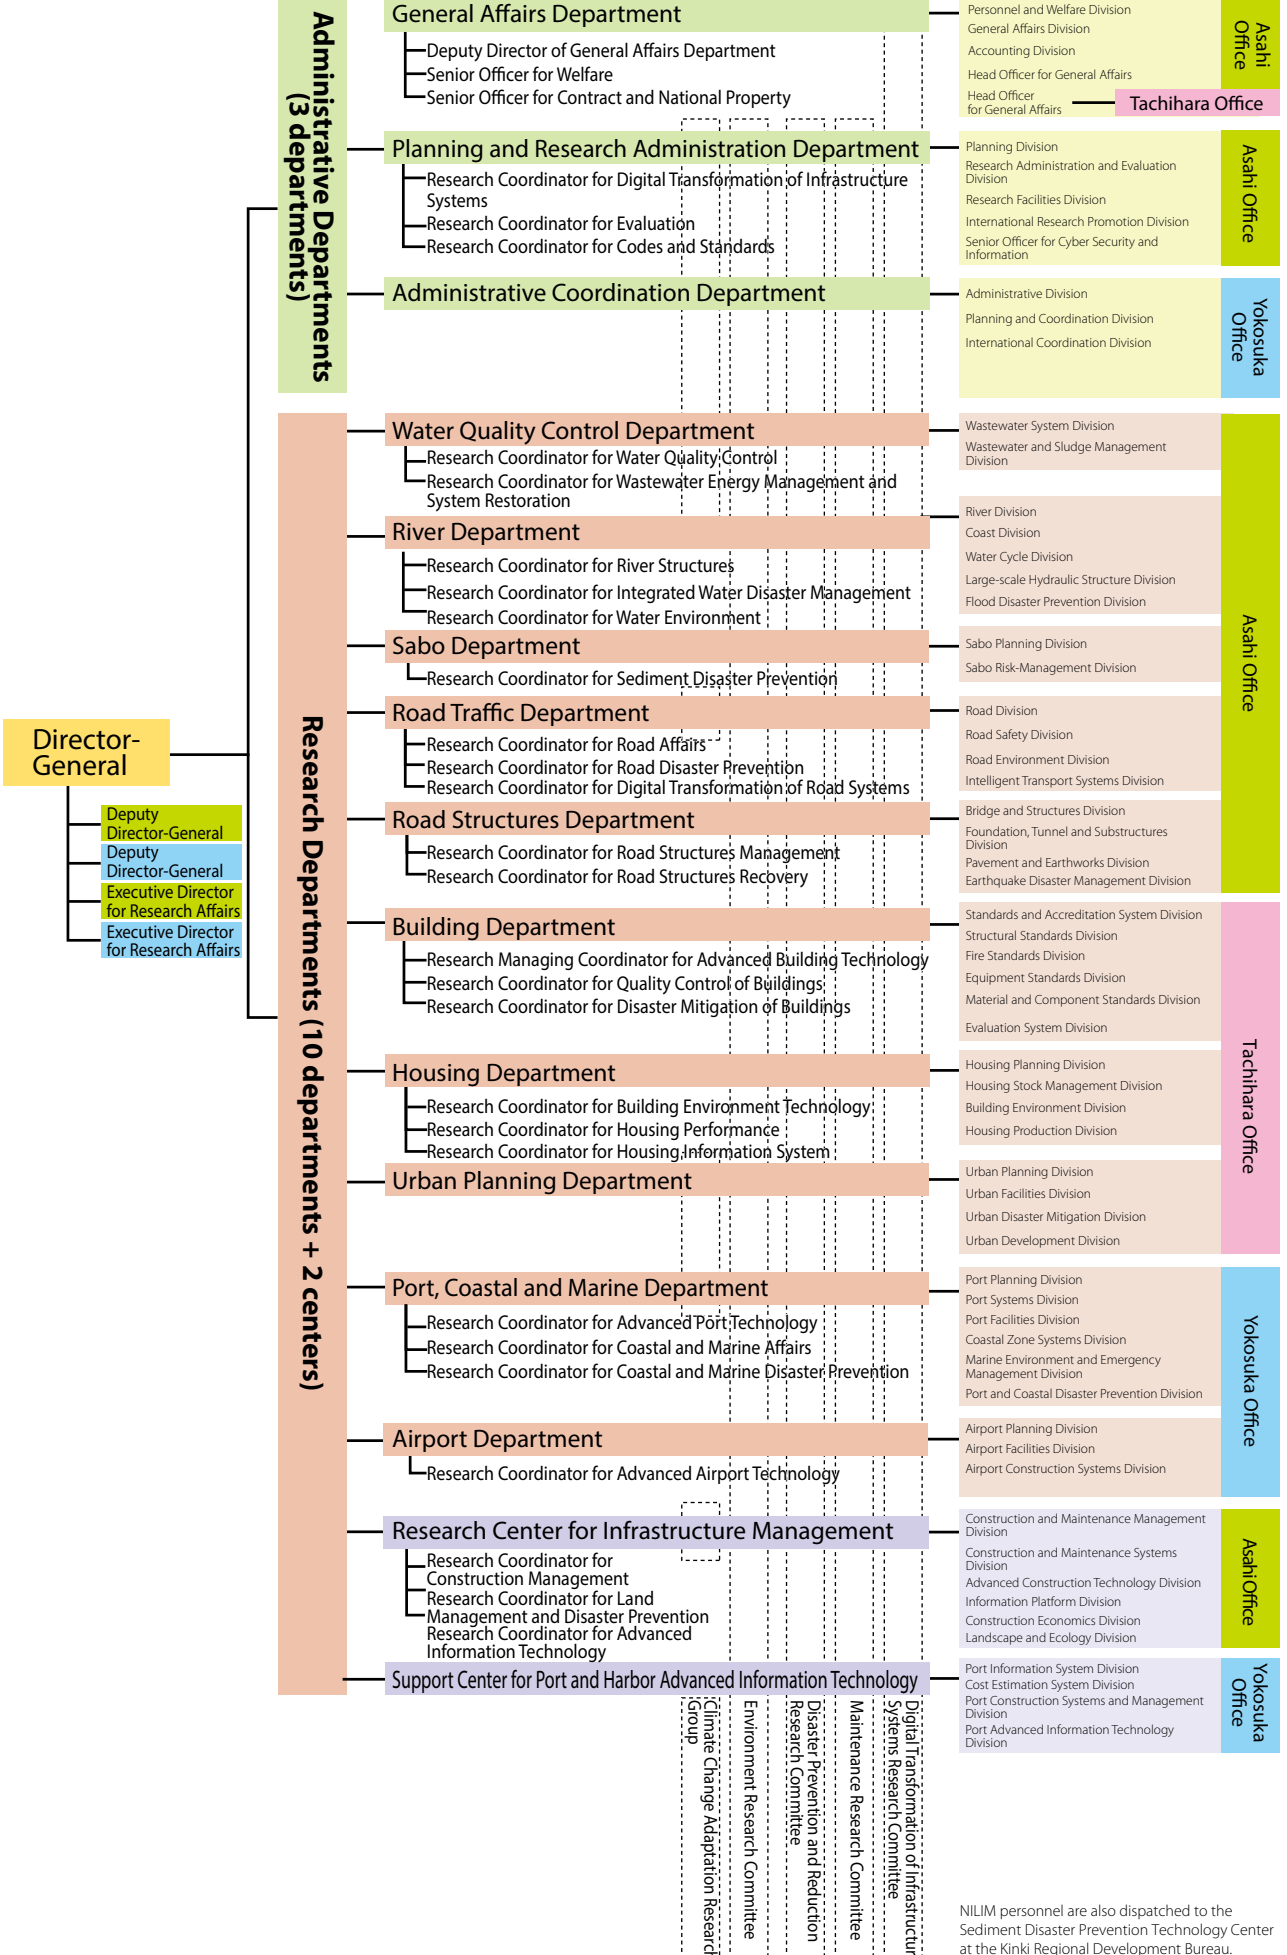 Director-
General
Deputy
Director-General
Deputy
Director-General
Executive Director
for Research Affairs
Executive Director
for Research Affairs
Administrative Departments
(3 departments)
General Affairs Department
Deputy Director of General Affairs Department
Senior Officer for Welfare
Senior Officer for Contract and National Property
Personnel and Welfare Division
General Affairs Division
Accounting Division
Head Officer for General Affairs
Head Officer
for General Affairs
Asahi
Office
Tachihara Office
Planning and Research Administration Department
Research Coordinator for Digital Transformation of Infrastructure
Systems
Research Coordinator for Evaluation
Research Coordinator for Codes and Standards
Planning Division
Research Administration and Evaluation
Division
Research Facilities Division
International Research Promotion Division
Senior Officer for Cyber Security and
Information
Asahi Office
Administrative Coordination Department
Administrative Division
Planning and Coordination Division
International Coordination Division
Yokosuka
Office
Research Departments (10 departments + 2 centers)
Water Quality Control Department
Research Coordinator for Water Quality Control
Research Coordinator for Wastewater Energy Management and
System Restoration
Wastewater System Division
Wastewater and Sludge Management
Division
River Department
Research Coordinator for River Structures
Research Coordinator for Integrated Water Disaster Management
Research Coordinator for Water Environment
River Division
Coast Division
Water Cycle Division
Large-scale Hydraulic Structure Division
Flood Disaster Prevention Division
Sabo Department
Research Coordinator for Sediment Disaster Prevention
Sabo Planning Division
Sabo Risk-Management Division
Road Traffic Department
Research Coordinator for Road Affairs
Research Coordinator for Road Disaster Prevention
Research Coordinator for Digital Transformation of Road Systems
Road Division
Road Safety Division
Road Environment Division
Intelligent Transport Systems Division
Road Structures Department
Research Coordinator for Road Structures Management
Research Coordinator for Road Structures Recovery
Bridge and Structures Division
Foundation, Tunnel and Substructures
Division
Pavement and Earthworks Division
Earthquake Disaster Management Division
Asahi Office
Building Department
Research Managing Coordinator for Advanced Building Technology
Research Coordinator for Quality Control of Buildings
Research Coordinator for Disaster Mitigation of Buildings
Standards and Accreditation System Division
Structural Standards Division
Fire Standards Division
Equipment Standards Division
Material and Component Standards Division
Evaluation System Division
Housing Department
Research Coordinator for Building Environment Technology
Research Coordinator for Housing Performance
Research Coordinator for Housing Information System
Housing Planning Division
Housing Stock Management Division
Building Environment Division
Housing Production Division
Urban Planning Department
Urban Planning Division
Urban Facilities Division
Urban Disaster Mitigation Division
Urban Development Division
Tachihara Office
Port, Coastal and Marine Department
Research Coordinator for Advanced Port Technology
Research Coordinator for Coastal and Marine Affairs
Research Coordinator for Coastal and Marine Disaster Prevention
Port Planning Division
Port Systems Division
Port Facilities Division
Coastal Zone Systems Division
Marine Environment and Emergency
Management Division
Port and Coastal Disaster Prevention Division
Airport Department
Research Coordinator for Advanced Airport Technology
Airport Planning Division
Airport Facilities Division
Airport Construction Systems Division
Yokosuka Office
Research Center for Infrastructure Management
Research Coordinator for
Construction Management
Research Coordinator for Land
Management and Disaster Prevention
Research Coordinator for Advanced
Information Technology
Construction and Maintenance Management
Division
Construction and Maintenance Systems
Division
Advanced Construction Technology Division
Information Platform Division
Construction Economics Division
Landscape and Ecology Division
Asahi Office
Support Center for Port and Harbor Advanced Information Technology
Port Information System Division
Cost Estimation System Division
Port Construction Systems and Management
Division
Port Advanced Information Technology
Division
Yokosuka
Office
Climate Change Adaptation Research
Group
Environment Research Committee
Disaster Prevention and Reduction
Research Committee
Maintenance Research Committee
Digital Transformation of Infrastructur
Systems Research Committee
NILIM personnel are also dispatched to the
Sediment Disaster Prevention Technology Center
at the Kinki Regional Development Bureau.